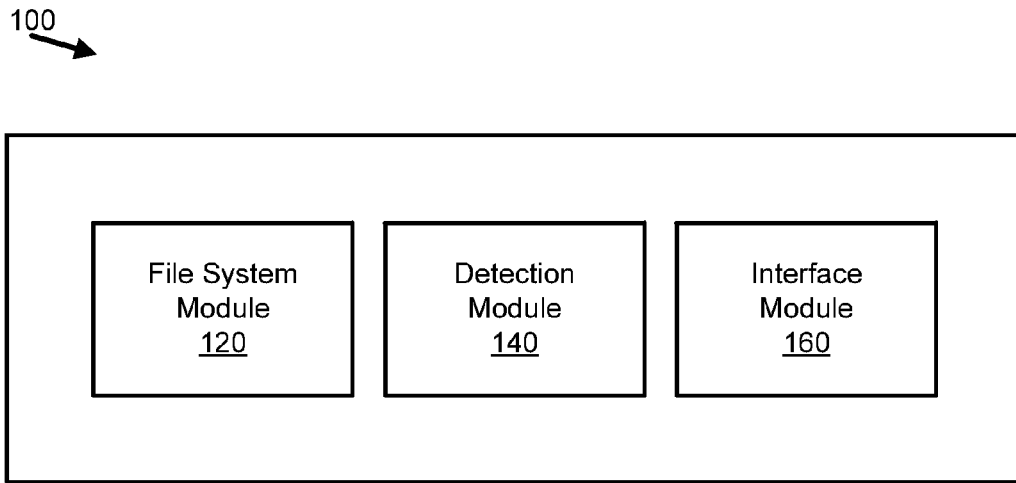 100
File System
Module
120
Detection
Module
140
Interface
Module
160